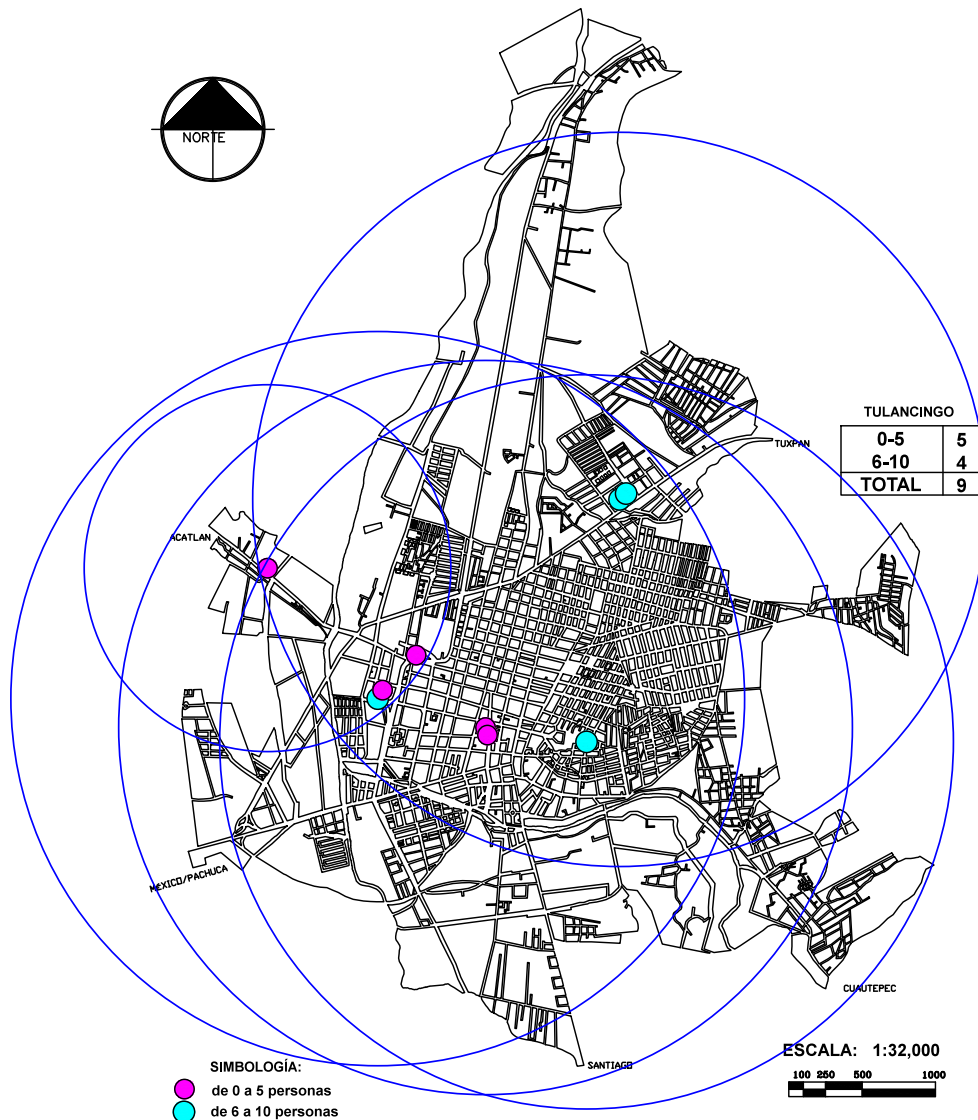 NORTE
TULANCINGO
0-5 5
6-10 4
TOTAL 9
TUXPAN
ACATLAN
MEXICO/PACHUCA
CUAUTEPEC
SANTIAGO
ESCALA: 1:32,000
100 250 500 1000
SIMBOLOGÍA:
de 0 a 5 personas
de 6 a 10 personas